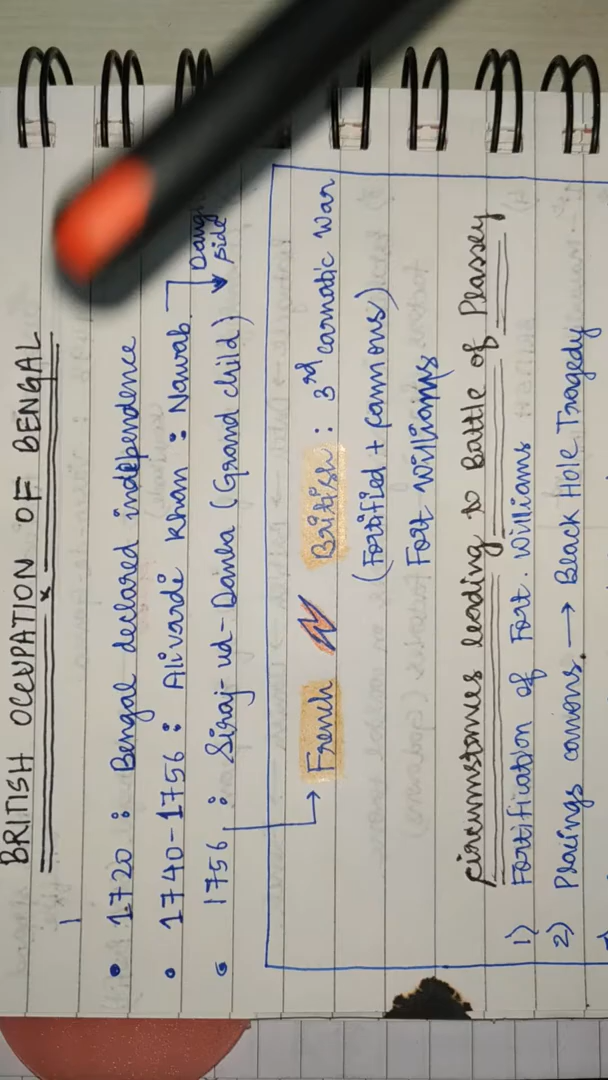 BRITISH OCCUPATION OF BENGAL
• 1720 : Bengal declared independence
• 1740-1756 : Alivardi Khan : Nawab
side
• 1756 : Siraj-ud-Daula (Grand child)
→ French British : 3rd carnatic War
(Fortified + cannons)
Fort Williams
circumstances leading to Battle of Plassey
1) Fortification of Fort. Williams
2) Placings canons. → Black Hole Tragedy